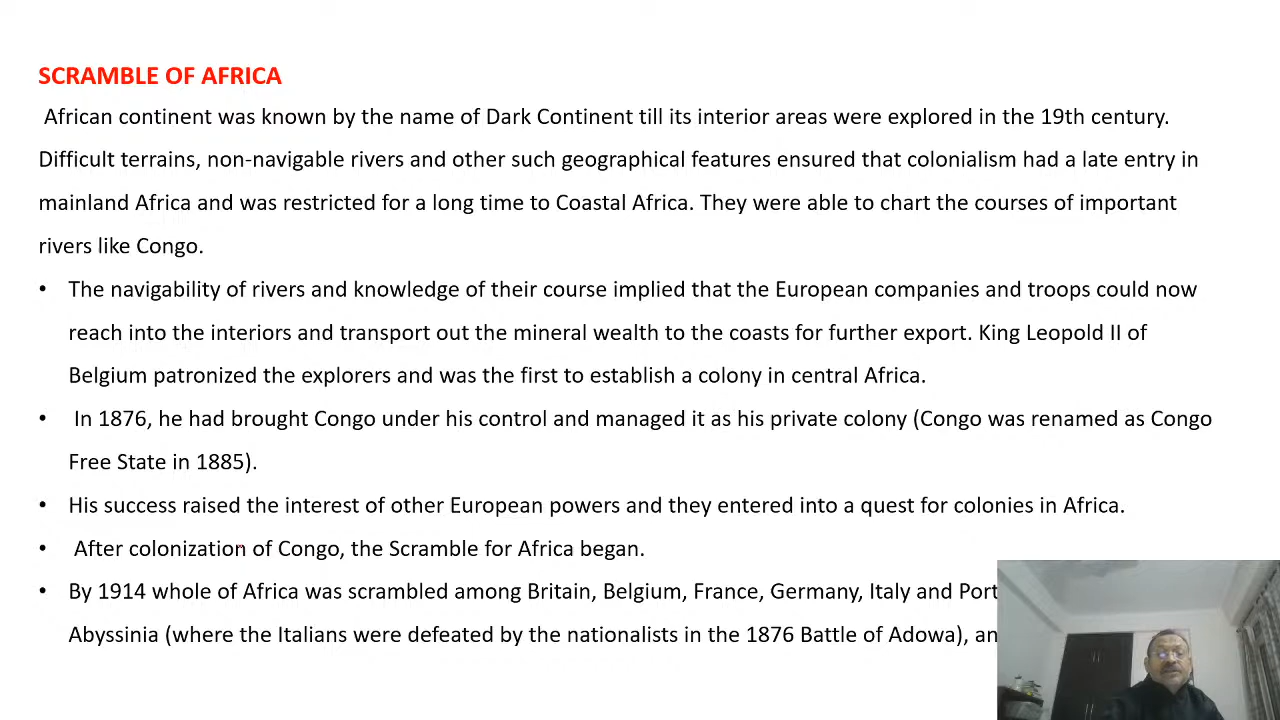 SCRAMBLE OF AFRICA
African continent was known by the name of Dark Continent till its interior areas were explored in the 19th century.
Difficult terrains, non-navigable rivers and other such geographical features ensured that colonialism had a late entry in
mainland Africa and was restricted for a long time to Coastal Africa. They were able to chart the courses of important
rivers like Congo.
• The navigability of rivers and knowledge of their course implied that the European companies and troops could now
reach into the interiors and transport out the mineral wealth to the coasts for further export. King Leopold II of
Belgium patronized the explorers and was the first to establish a colony in central Africa.
• In 1876, he had brought Congo under his control and managed it as his private colony (Congo was renamed as Congo
Free State in 1885).
• His success raised the interest of other European powers and they entered into a quest for colonies in Africa.
• After colonization of Congo, the Scramble for Africa began.
• By 1914 whole of Africa was scrambled among Britain, Belgium, France, Germany, Italy and
Abyssinia (where the Italians were defeated by the nationalists in the 1876 Battle of Adowa),